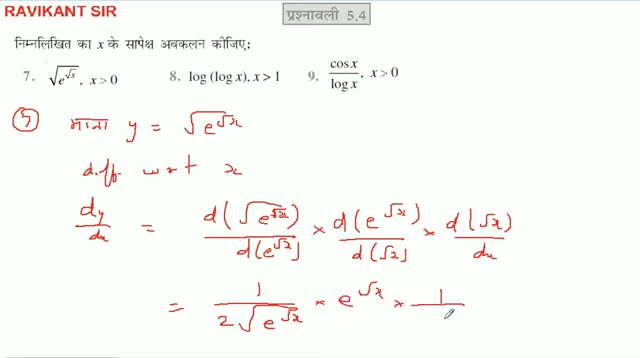 RAVIKANT SIR
प्रश्नावली 5.4
निम्नलिखित का x के सापेक्ष अवकलन कीजिए:
7. √(e^√x), x > 0 8. log (log x), x > 1 9. cos x / log x, x > 0
7 माना y = √(e^√x)
diff w r t x
dy/dx = d(√(e^√x))/d(e^√x) × d(e^√x)/d(√x) × d(√x)/dx
= 1/(2√(e^√x)) × e^√x × 1/